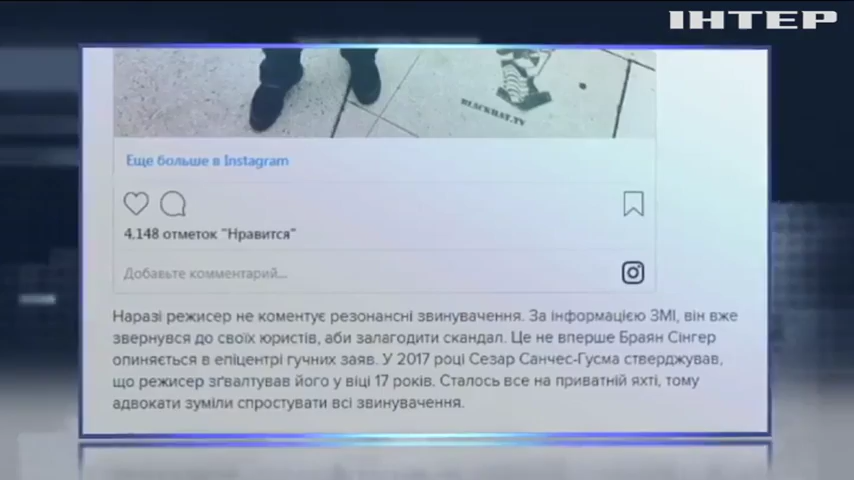 ІНТЕР
BLACKHAT.TV
Еще больше в Instagram
4.148 отметок "Нравится"
Добавьте комментарий...
Наразі режисер не коментує резонансні звинувачення. За інформацією ЗМІ, він вже
звернувся до своїх юристів, аби залагодити скандал. Це не вперше Браян Сінгер
опиняється в епіцентрі гучних заяв. У 2017 році Сезар Санчес-Гусма стверджував,
що режисер зґвалтував його у віці 17 років. Сталось все на приватній яхті, тому
адвокати зуміли спростувати всі звинувачення.